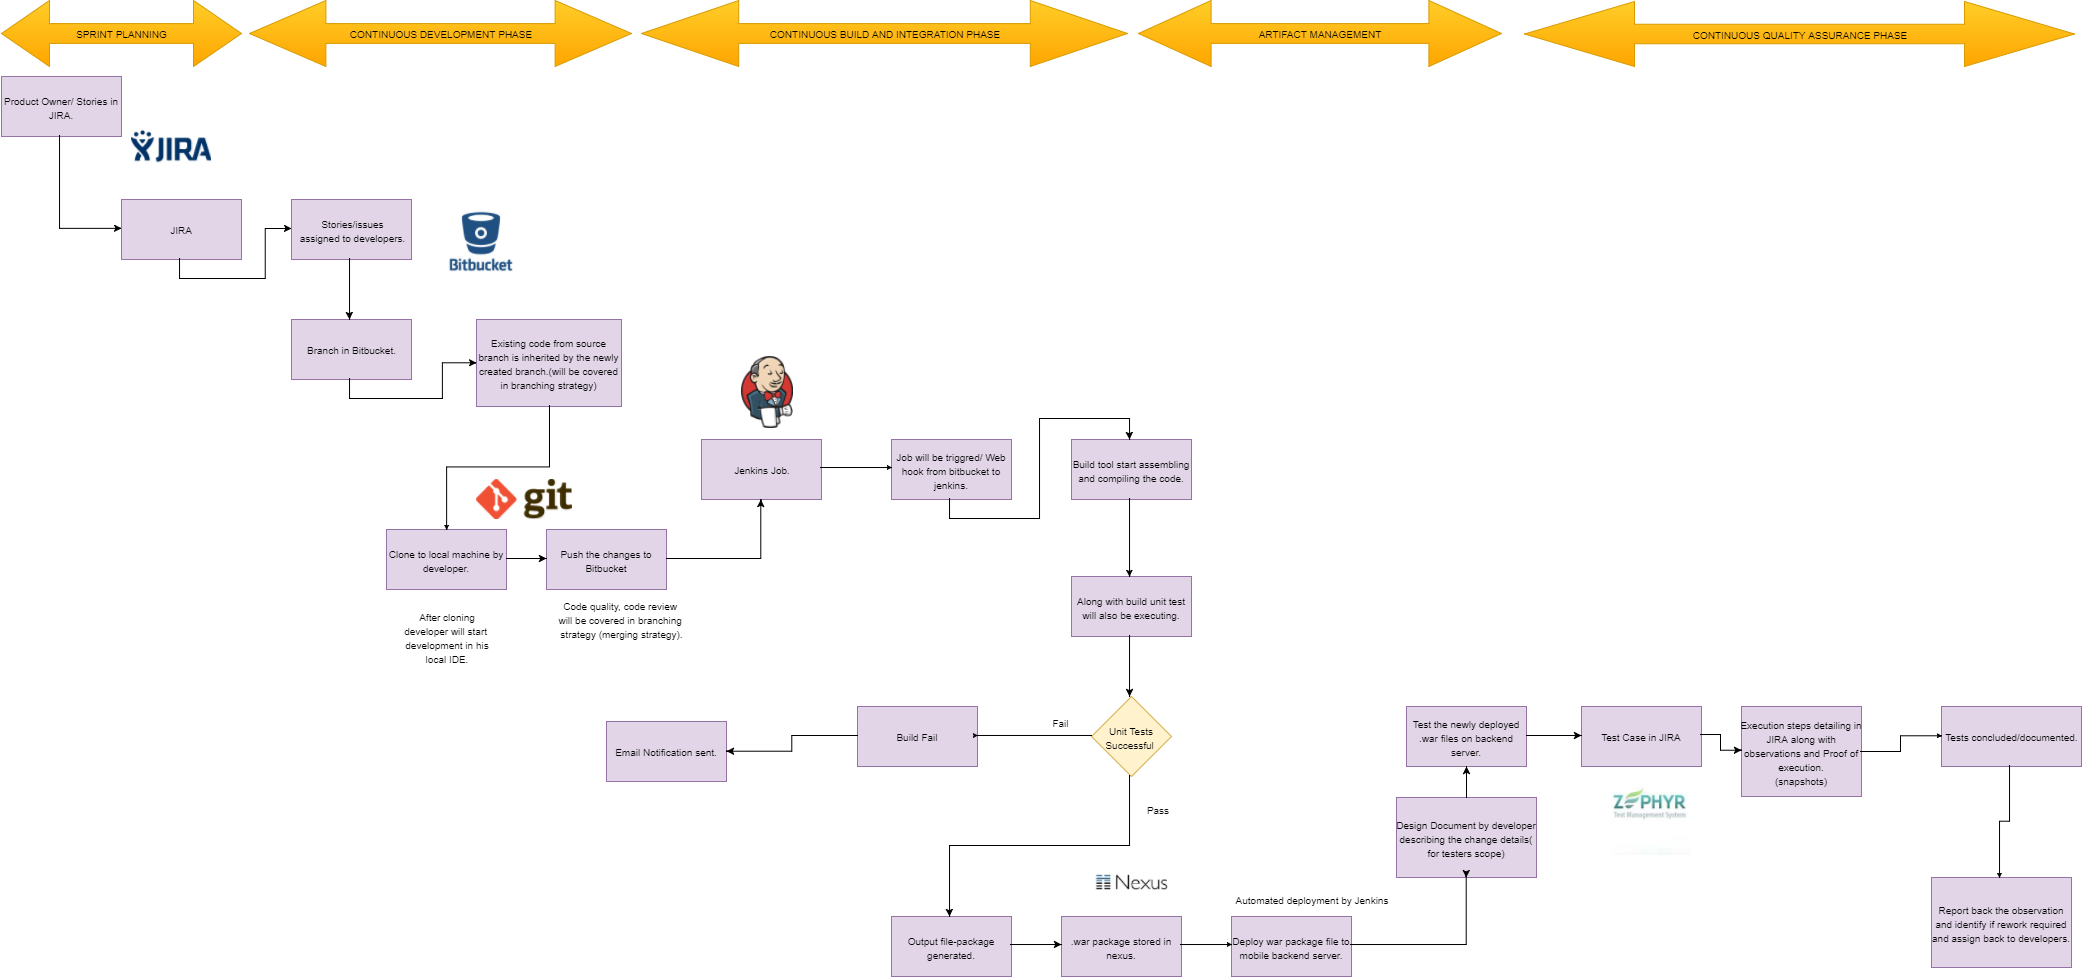 SPRINT PLANNING
CONTINUOUS DEVELOPMENT PHASE
CONTINUOUS BUILD AND INTEGRATION PHASE
ARTIFACT MANAGEMENT
CONTINUOUS QUALITY ASSURANCE PHASE
Product Owner/ Stories in
JIRA.
JIRA
JIRA
Stories/issues
assigned to developers.
Bitbucket
Branch in Bitbucket.
Existing code from source
branch is inherited by the newly
created branch.(will be covered
in branching strategy)
git
Clone to local machine by
developer.
Push the changes to
Bitbucket
After cloning
developer will start
development in his
local IDE.
Code quality, code review
will be covered in branching
strategy (merging strategy).
Jenkins Job.
Job will be triggred/ Web
hook from bitbucket to
jenkins.
Build tool start assembling
and compiling the code.
Along with build unit test
will also be executing.
Unit Tests
Successful
Fail
Build Fail
Email Notification sent.
Pass
Output file-package
generated.
Nexus
.war package stored in
nexus.
Automated deployment by Jenkins
Deploy war package file to
mobile backend server.
Design Document by developer
describing the change details(
for testers scope)
Test the newly deployed
.war files on backend
server.
Test Case in JIRA
ZEPHYR
Test Management System
Execution steps detailing in
JIRA along with
observations and Proof of
execution.
(snapshots)
Tests concluded/documented.
Report back the observation
and identify if rework required
and assign back to developers.